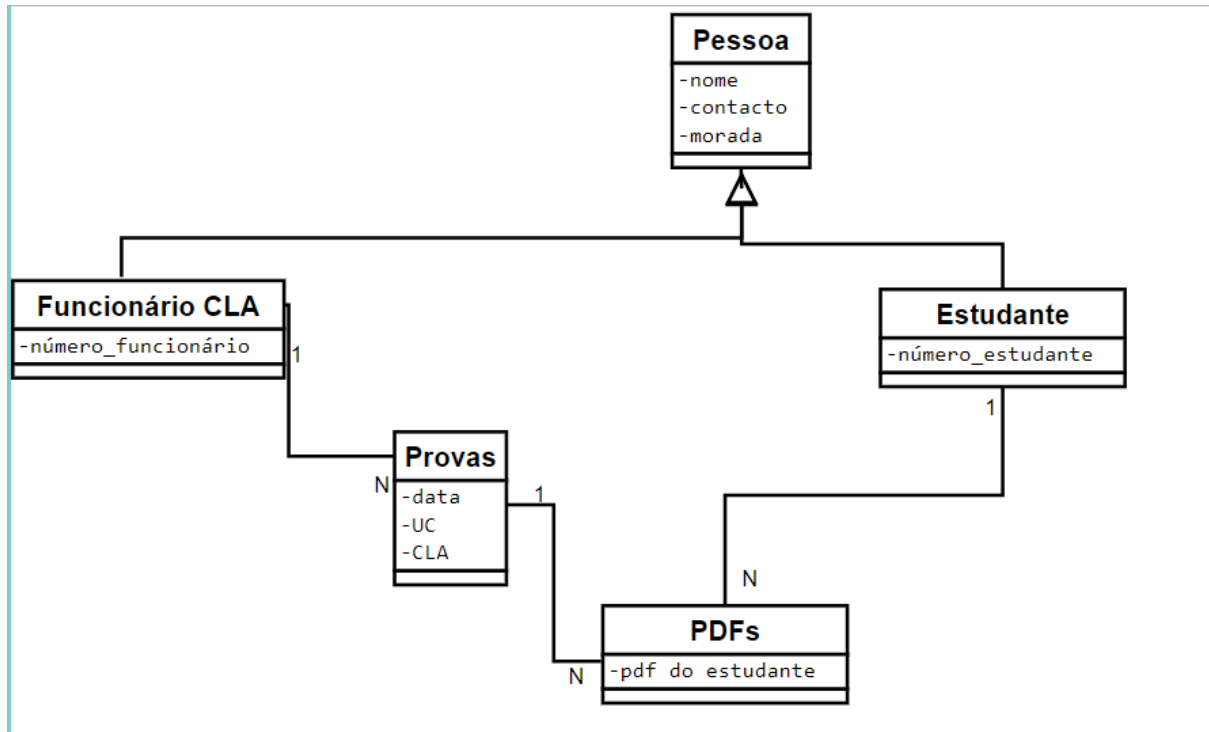 Pessoa
-nome
-contacto
-morada
Funcionário CLA
-número_funcionário
1
Estudante
-número_estudante
1
Provas
-data
-UC
-CLA
N
1
N
PDFs
-pdf do estudante
N